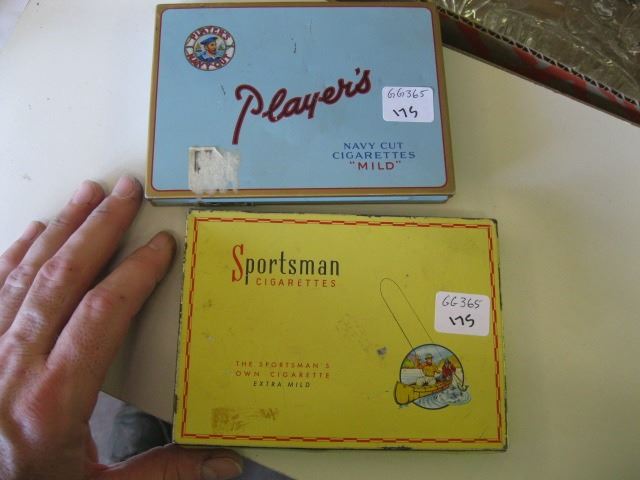 PLAYER'S
NAVY CUT
Player's
GG365
175
NAVY CUT
CIGARETTES
"MILD"
Sportsman
CIGARETTES
GG365
175
THE SPORTSMAN'S
OWN CIGARETTE
EXTRA MILD